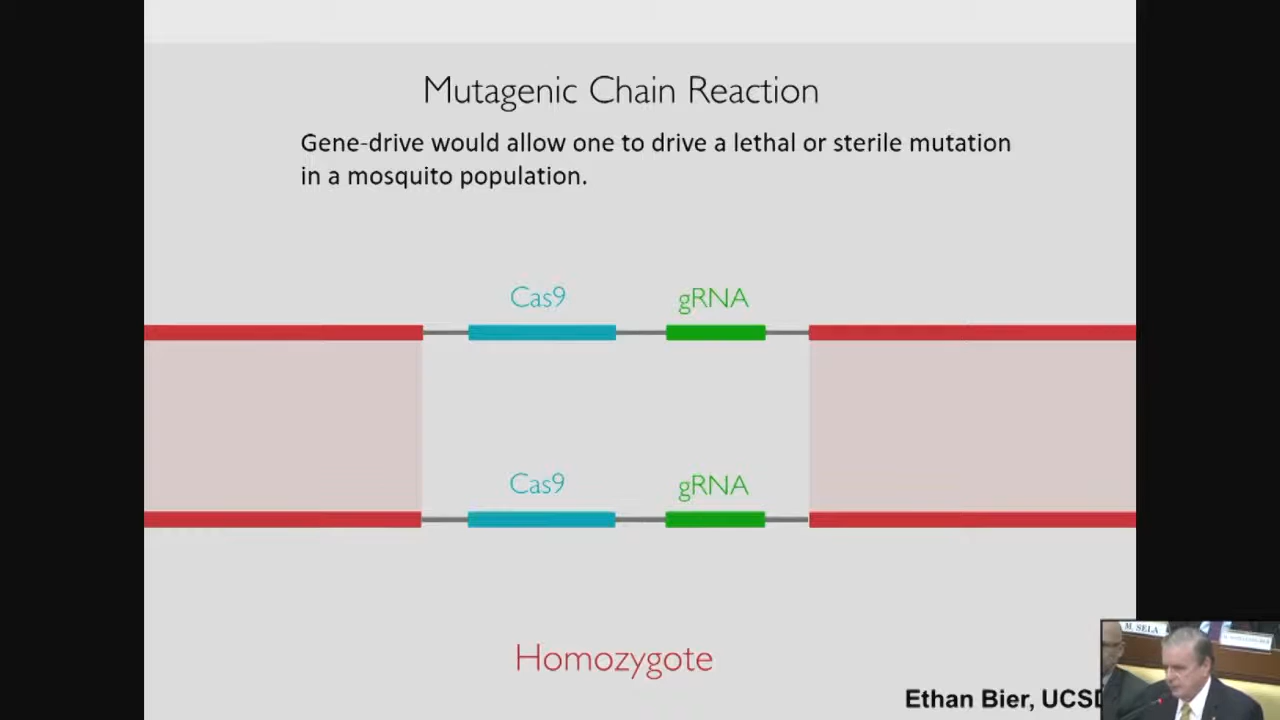 Mutagenic Chain Reaction
Gene-drive would allow one to drive a lethal or sterile mutation
in a mosquito population.
Cas9 gRNA
Cas9 gRNA
Homozygote
Ethan Bier, UCSD
M. SELA